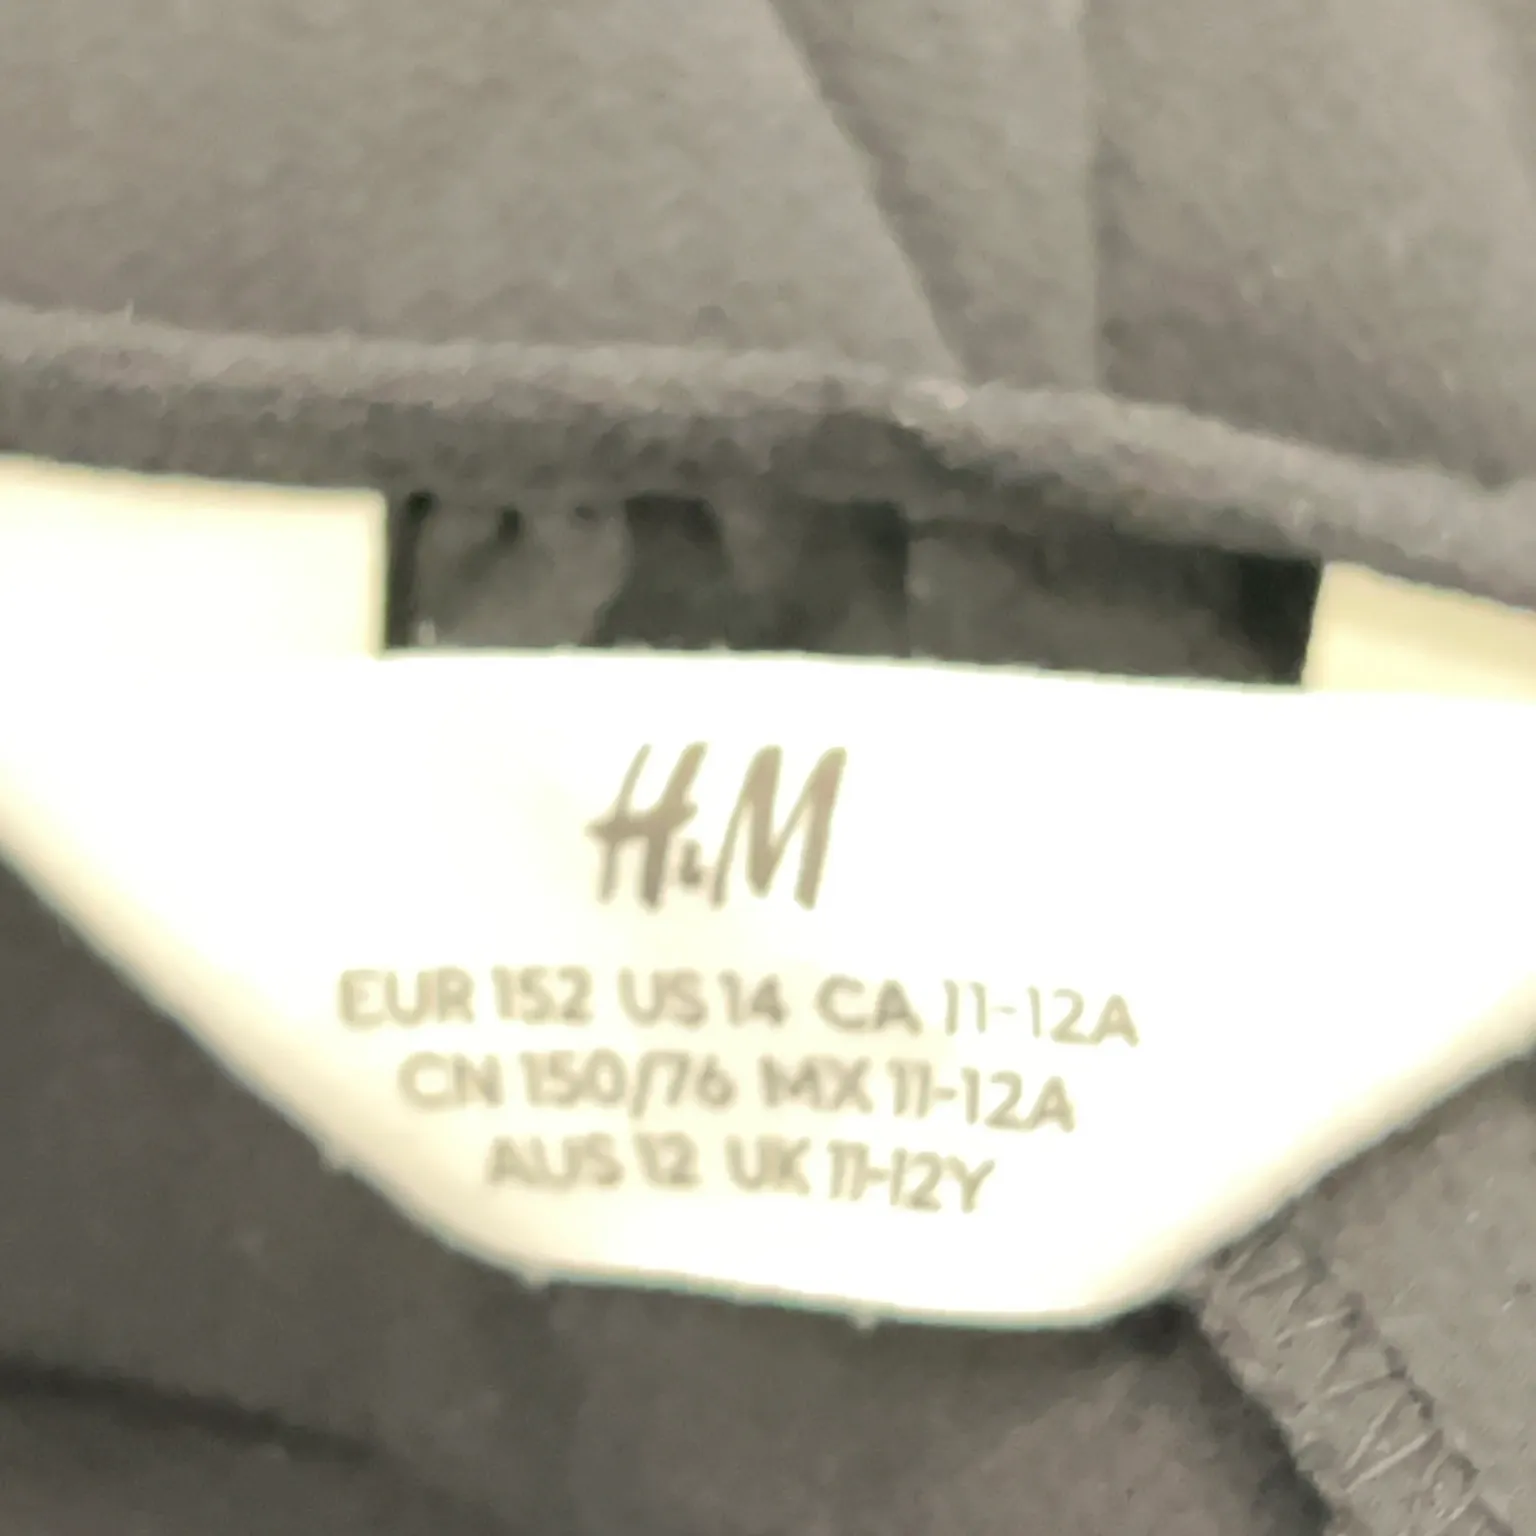 H&M
EUR 152 US 14 CA 11-12A
CN 150/76 MX 11-12A
AUS 12 UK 11-12Y